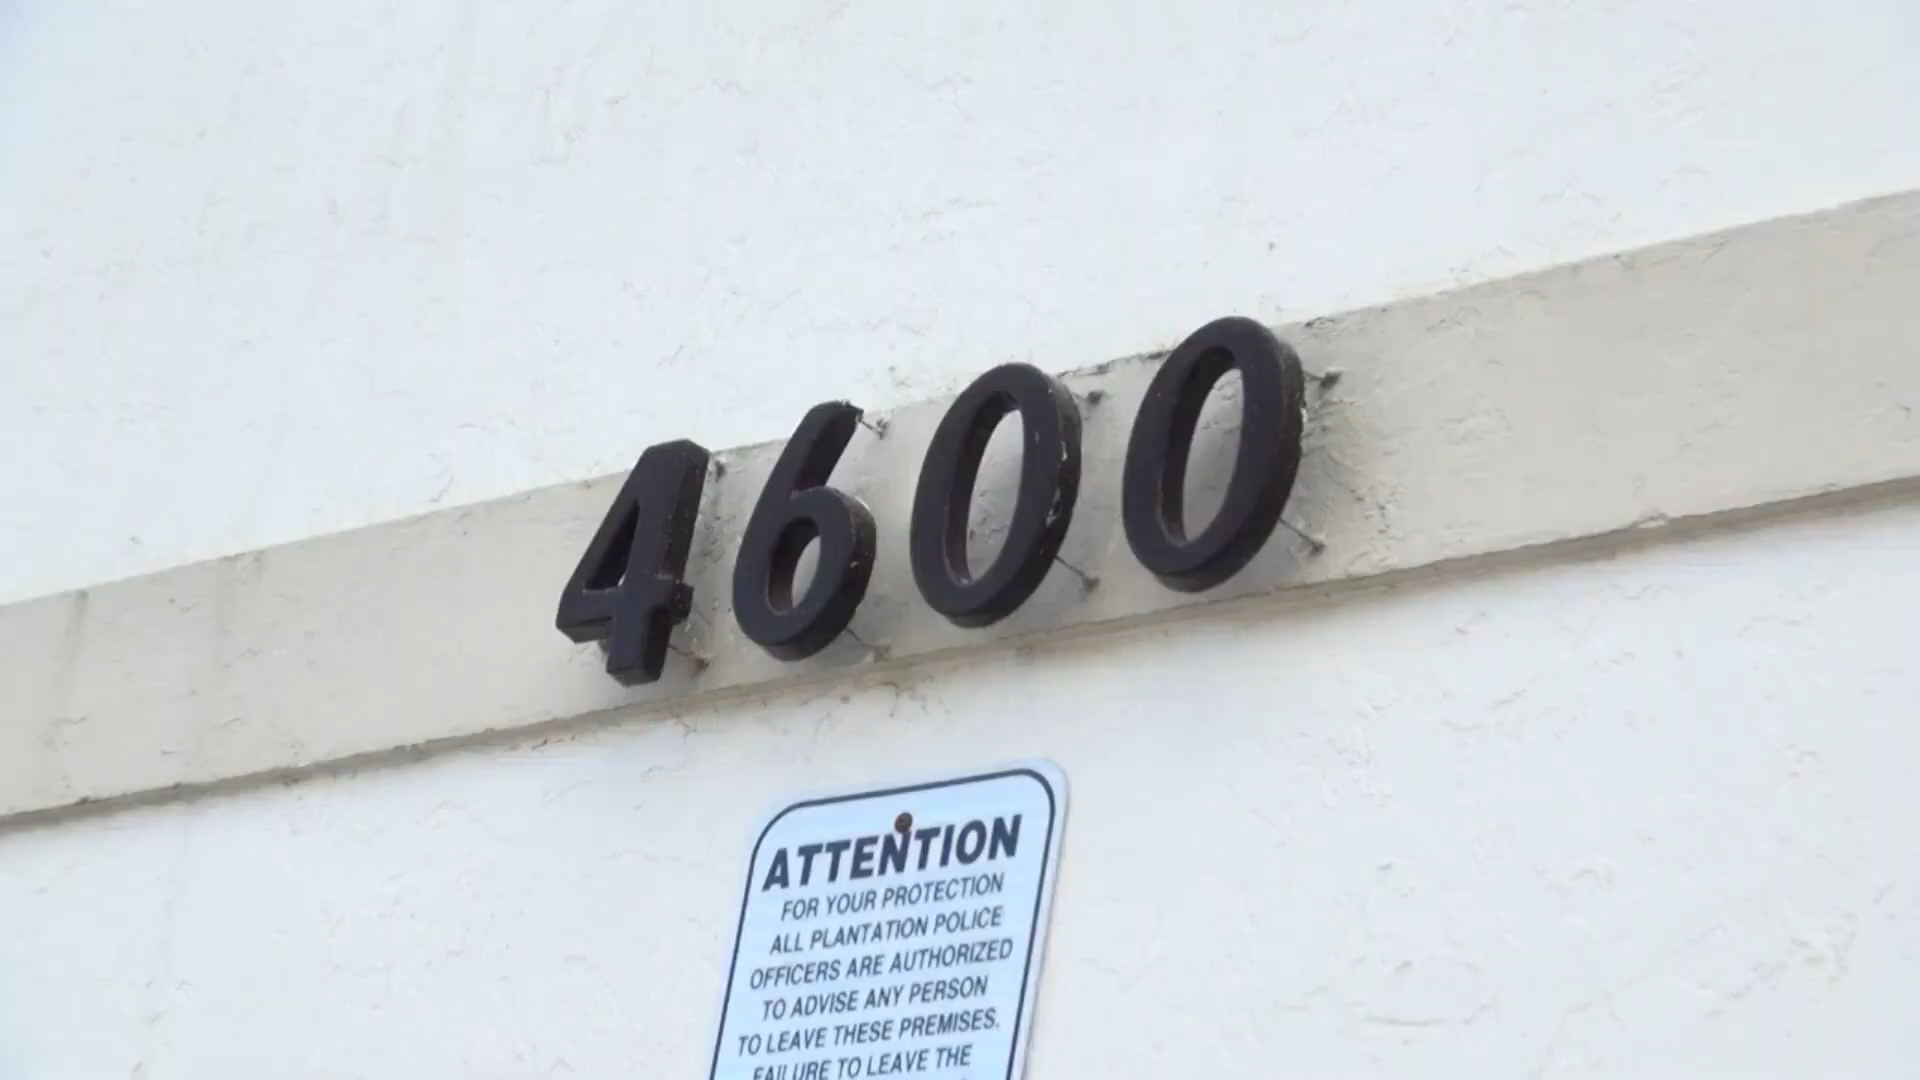 4600
ATTENTION
FOR YOUR PROTECTION
ALL PLANTATION POLICE
OFFICERS ARE AUTHORIZED
TO ADVISE ANY PERSON
TO LEAVE THESE PREMISES.
FAILURE TO LEAVE THE